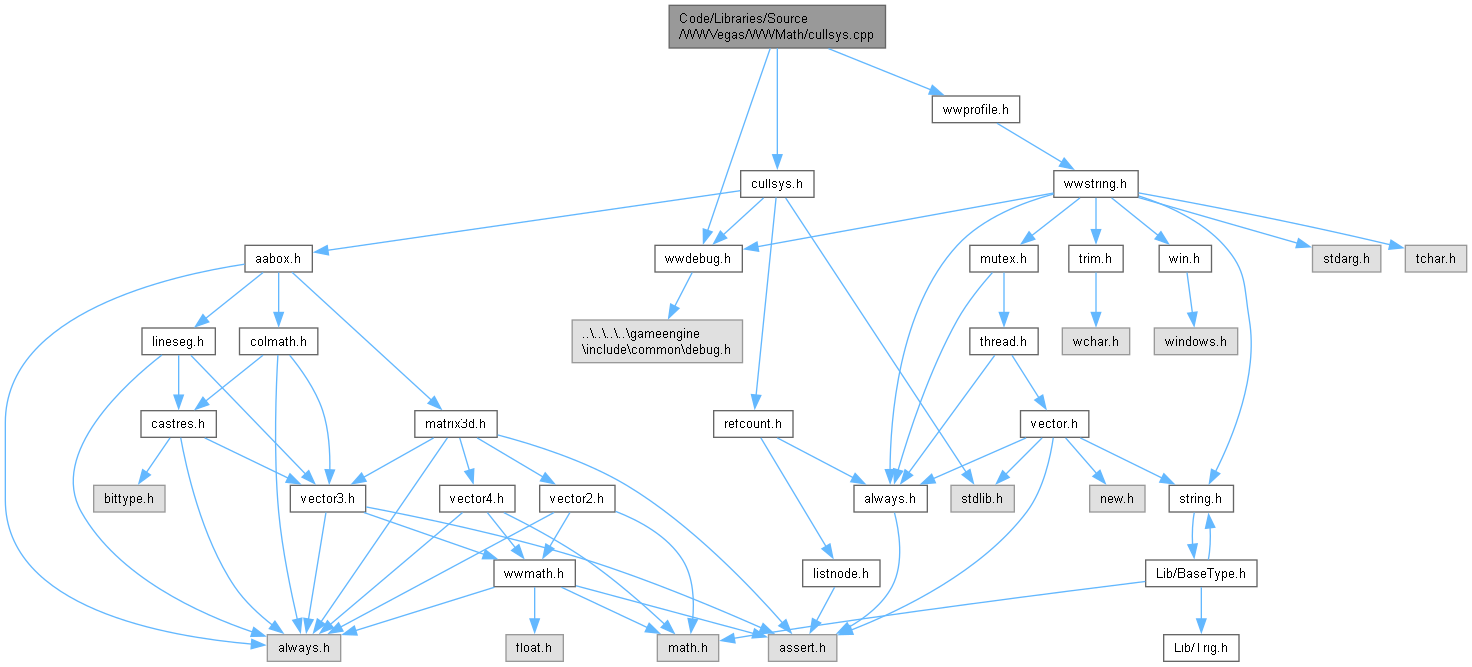 Code/Libraries/Source
/WWVegas/WWMath/cullsys.cpp
wwprofile.h
cullsys.h
wwstring.h
aabox.h
wwdebug.h
mutex.h
trim.h
win.h
stdarg.h
tchar.h
lineseg.h
colmath.h
..\..\..\..\gameengine
\include\common\debug.h
thread.h
wchar.h
windows.h
castres.h
matrix3d.h
refcount.h
vector.h
bittype.h
vector3.h
vector4.h
vector2.h
always.h
stdlib.h
new.h
string.h
wwmath.h
listnode.h
Lib/BaseType.h
always.h
float.h
math.h
assert.h
Lib/Trig.h